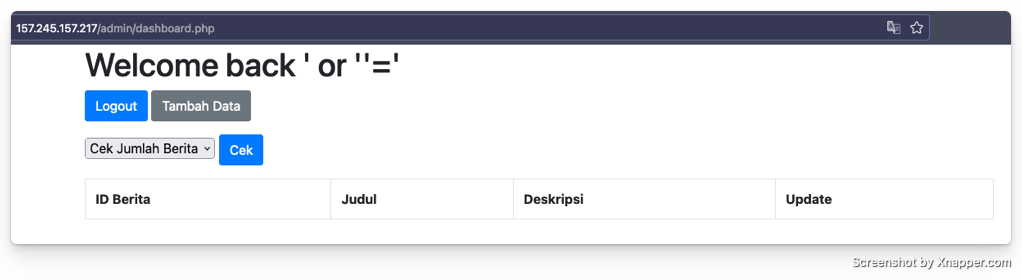 157.245.157.217/admin/dashboard.php
Welcome back ' or ''='
Logout Tambah Data
Cek Jumlah Berita Cek
ID Berita Judul Deskripsi Update
Screenshot by Xnapper.com